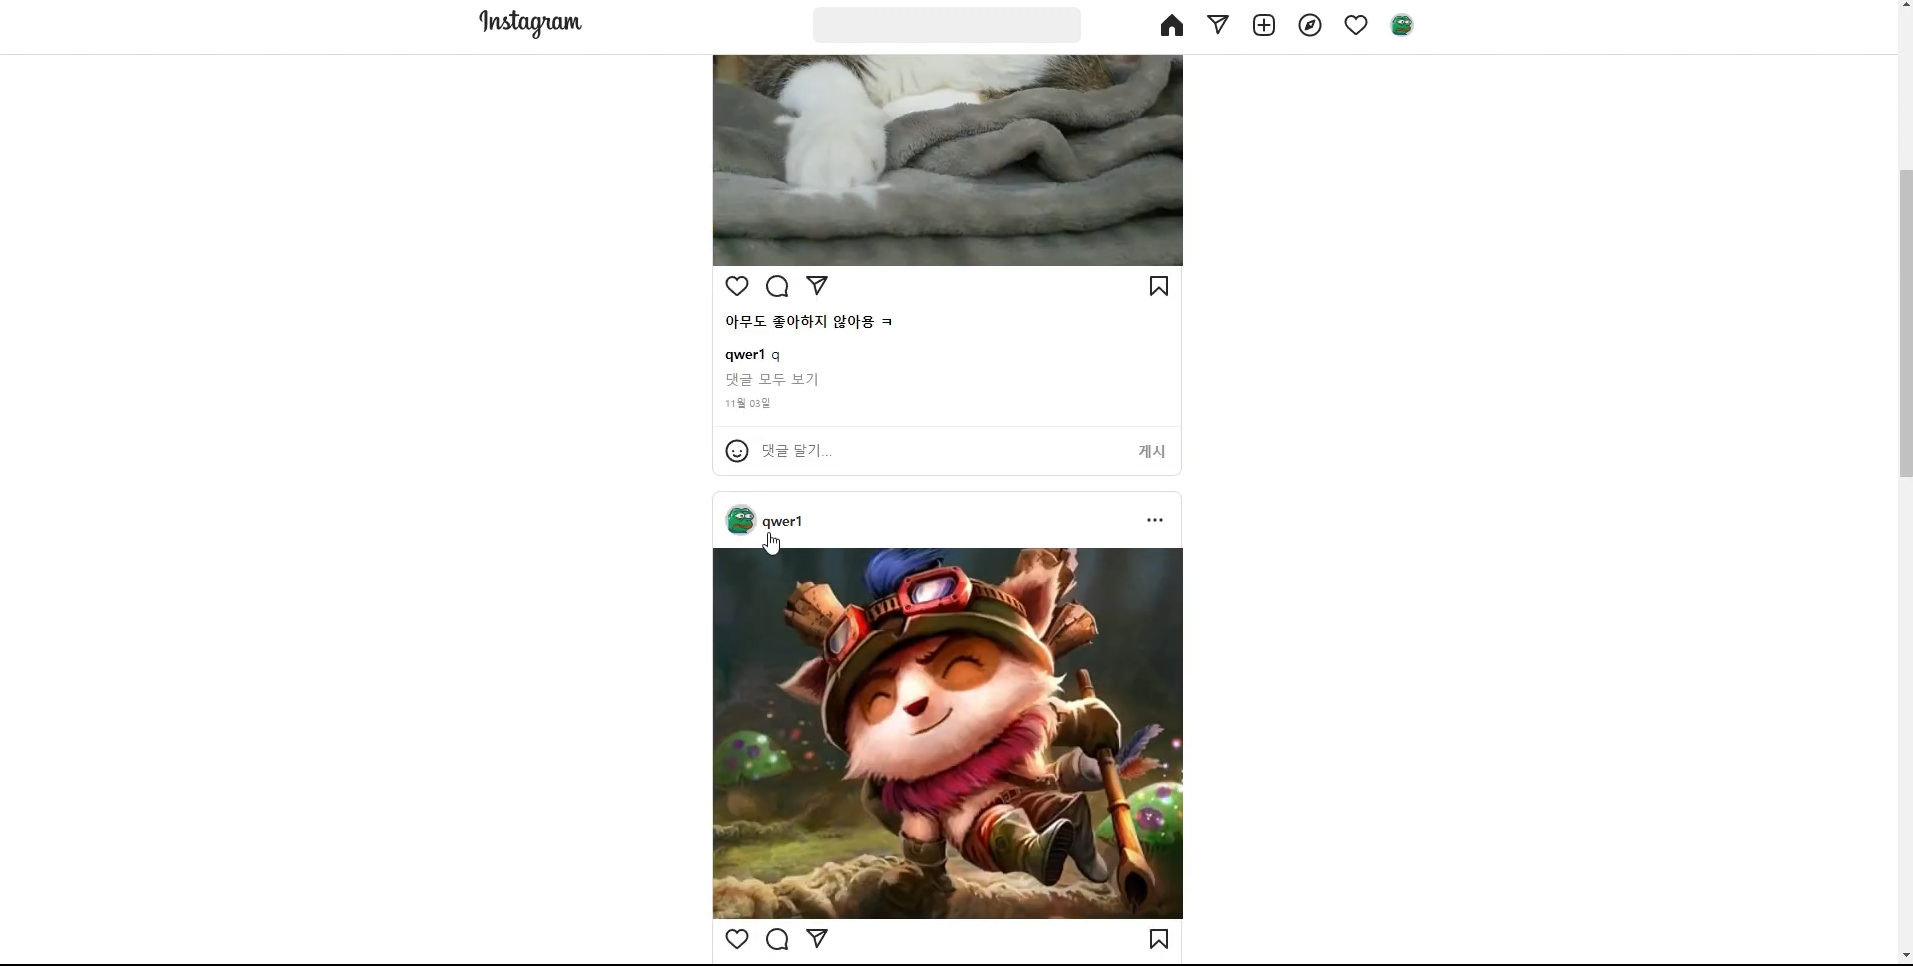 Instagram
아무도 좋아하지 않아용 ㅋ
qwer1 q
댓글 모두 보기
11월 03일
댓글 달기...
게시
qwer1